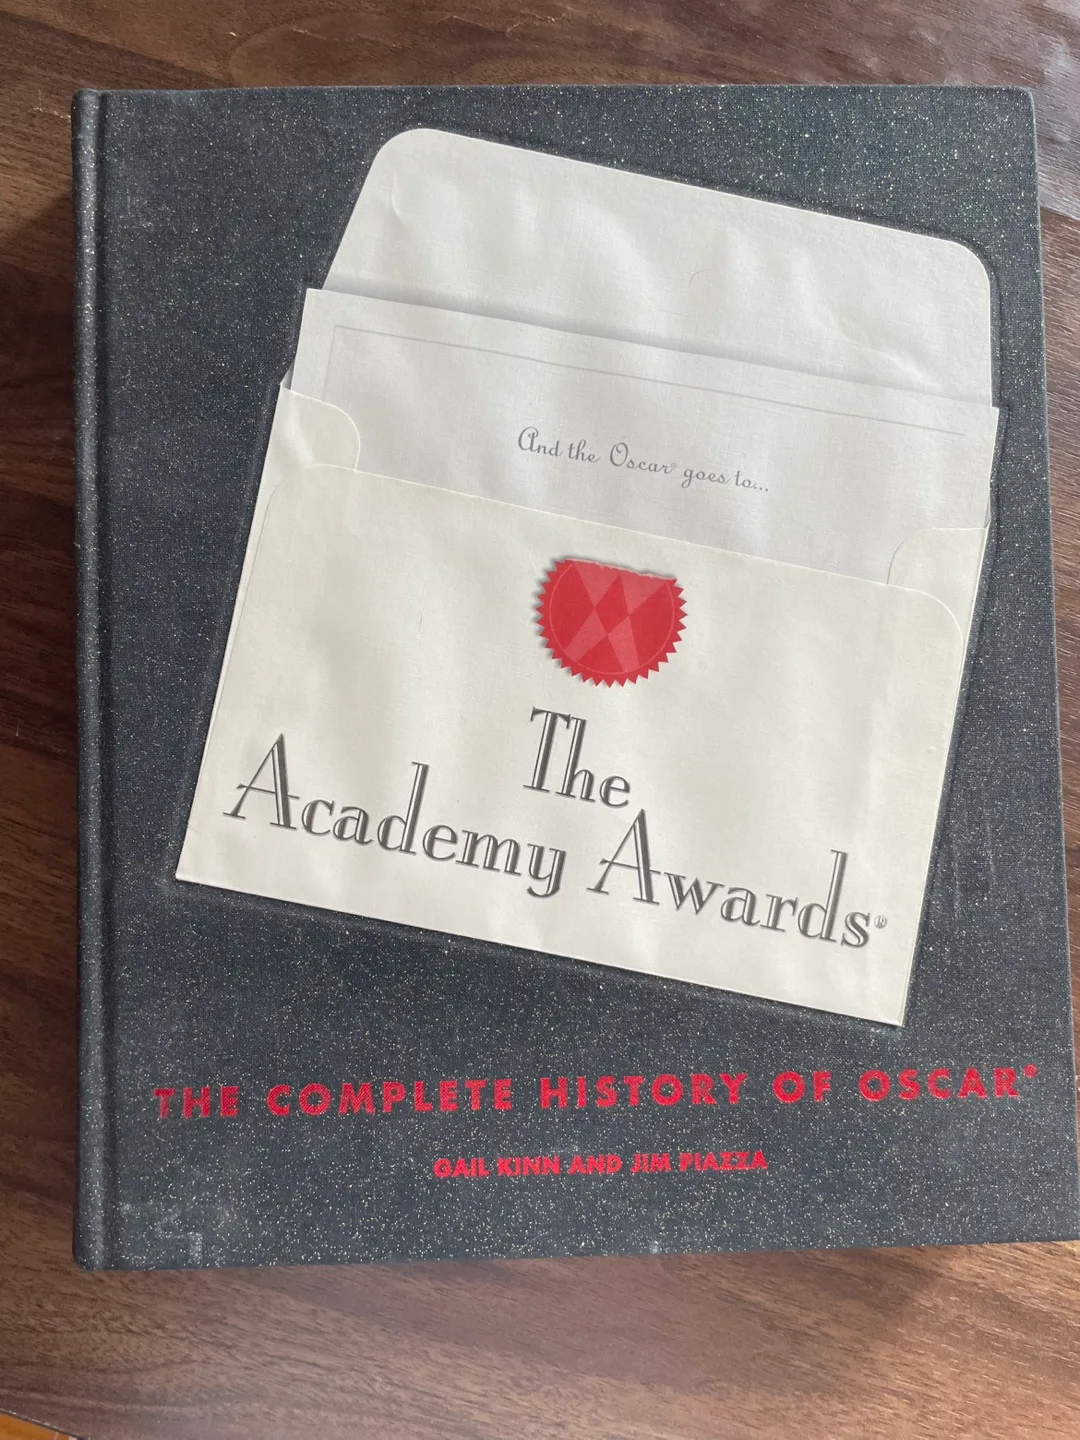 And the Oscar® goes to...
The
Academy Awards®
THE COMPLETE HISTORY OF OSCAR®
GAIL KINN AND JIM PIAZZA